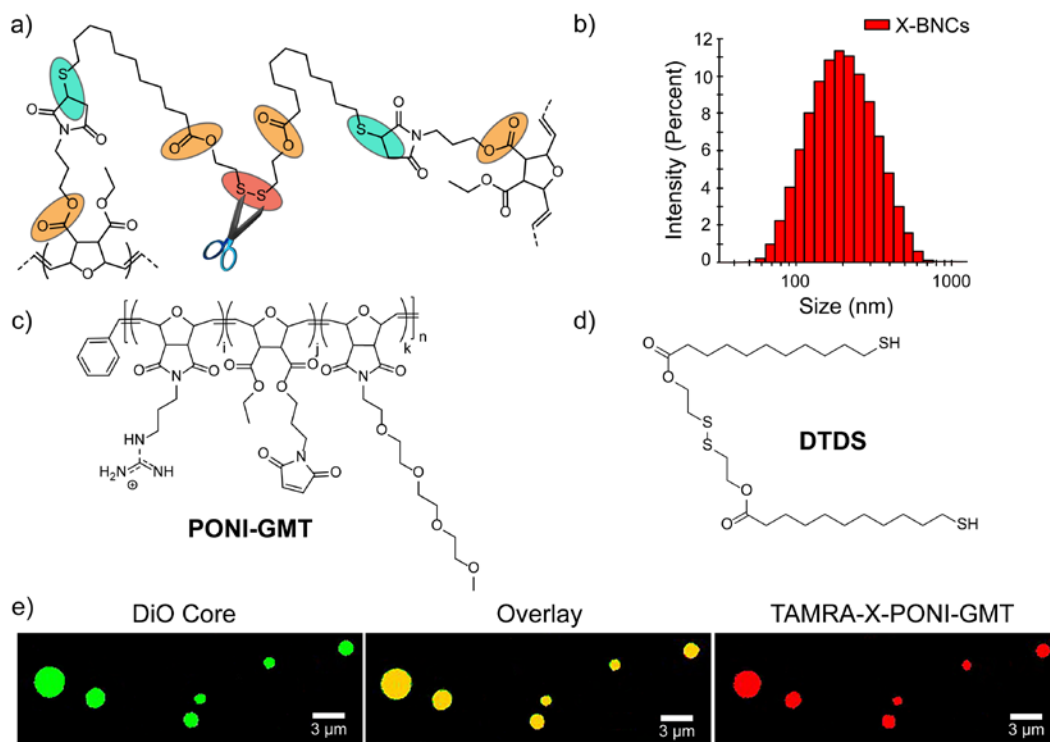 a)
S
O
N
O
O
O
O
O
O
O
O
S
S
O
O
S
O
N
O
O
O
O
O
O
b)
X-BNCs
12
10
8
6
4
2
0
Intensity (Percent)
100
1000
Size (nm)
c)
O
O
O
i
j
k
n
O
N
O
O
O
O
O
O
N
O
HN
H₂N
NH
⊕
O
N
O
O
O
O
O
PONI-GMT
d)
O
O
S
S
O
O
SH
SH
DTDS
e)
DiO Core
Overlay
TAMRA-X-PONI-GMT
3 µm
3 µm
3 µm